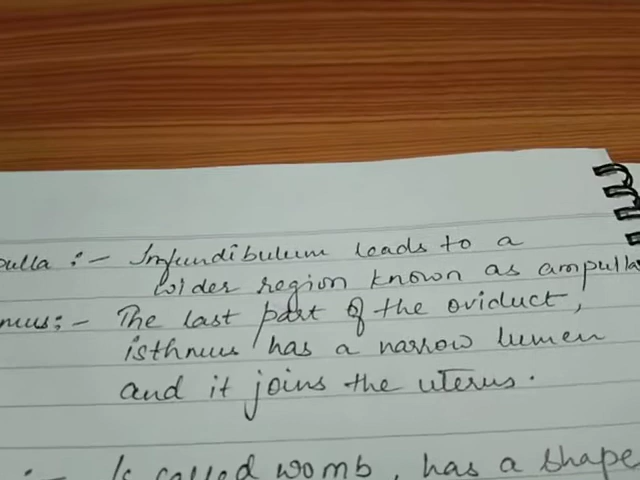 pulla :- Infundibulum leads to a
wider region known as ampulla
mus:- The last part of the oviduct,
isthmus has a narrow lumen
and it joins the uterus.
:- Is called womb, has a shape